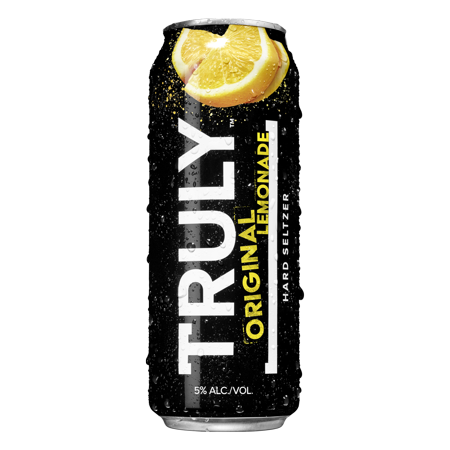 TRULY™
ORIGINAL
LEMONADE
HARD SELTZER
5% ALC./VOL.